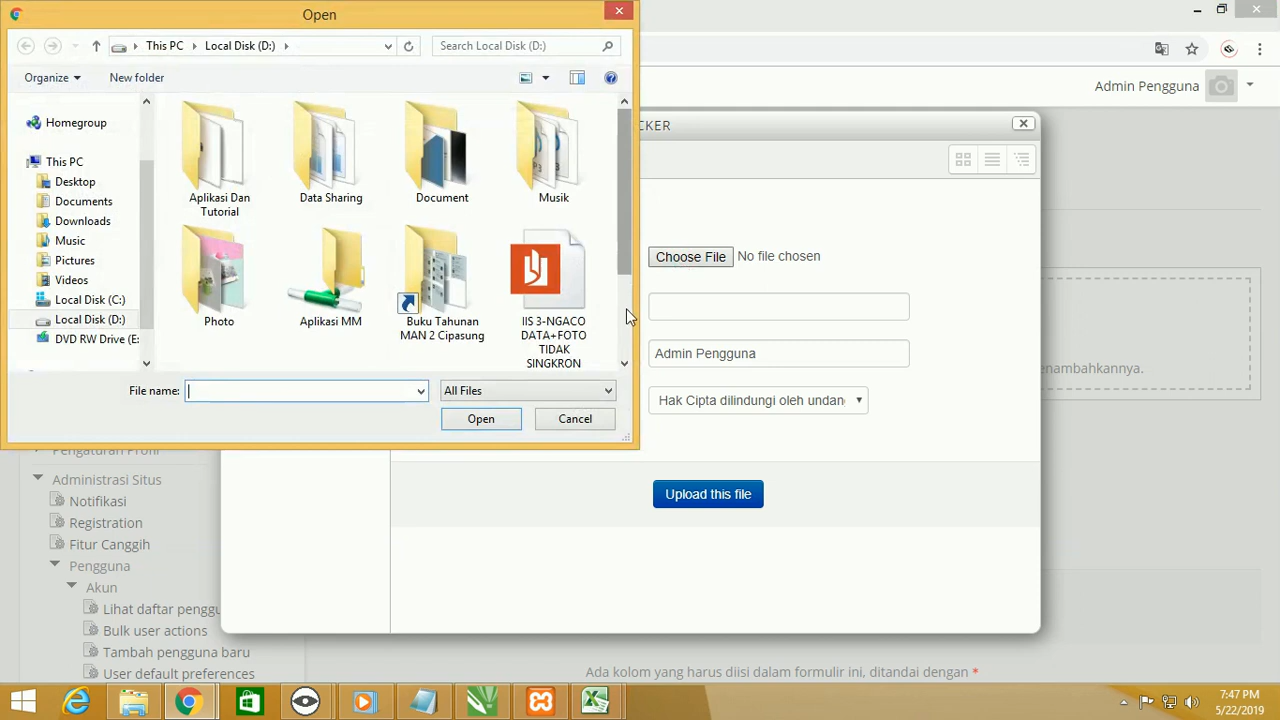 Open
This PC
Local Disk (D:)
Search Local Disk (D:)
Organize
New folder
Homegroup
This PC
Desktop
Documents
Downloads
Music
Pictures
Videos
Local Disk (C:)
Local Disk (D:)
DVD RW Drive (E:
Aplikasi Dan
Tutorial
Data Sharing
Document
Musik
Photo
Aplikasi MM
Buku Tahunan
MAN 2 Cipasung
IIS 3-NGACO
DATA+FOTO
TIDAK
SINGKRON
File name:
All Files
Open
Cancel
Admin Pengguna
CKER
Choose File No file chosen
Admin Pengguna
Hak Cipta dilindungi oleh undan
Upload this file
enambahkannya.
Pengaturan Profil
Administrasi Situs
Notifikasi
Registration
Fitur Canggih
Pengguna
Akun
Lihat daftar penggu
Bulk user actions
Tambah pengguna baru
User default preferences
Ada kolom yang harus diisi dalam formulir ini, ditandai dengan *
7:47 PM
5/22/2019